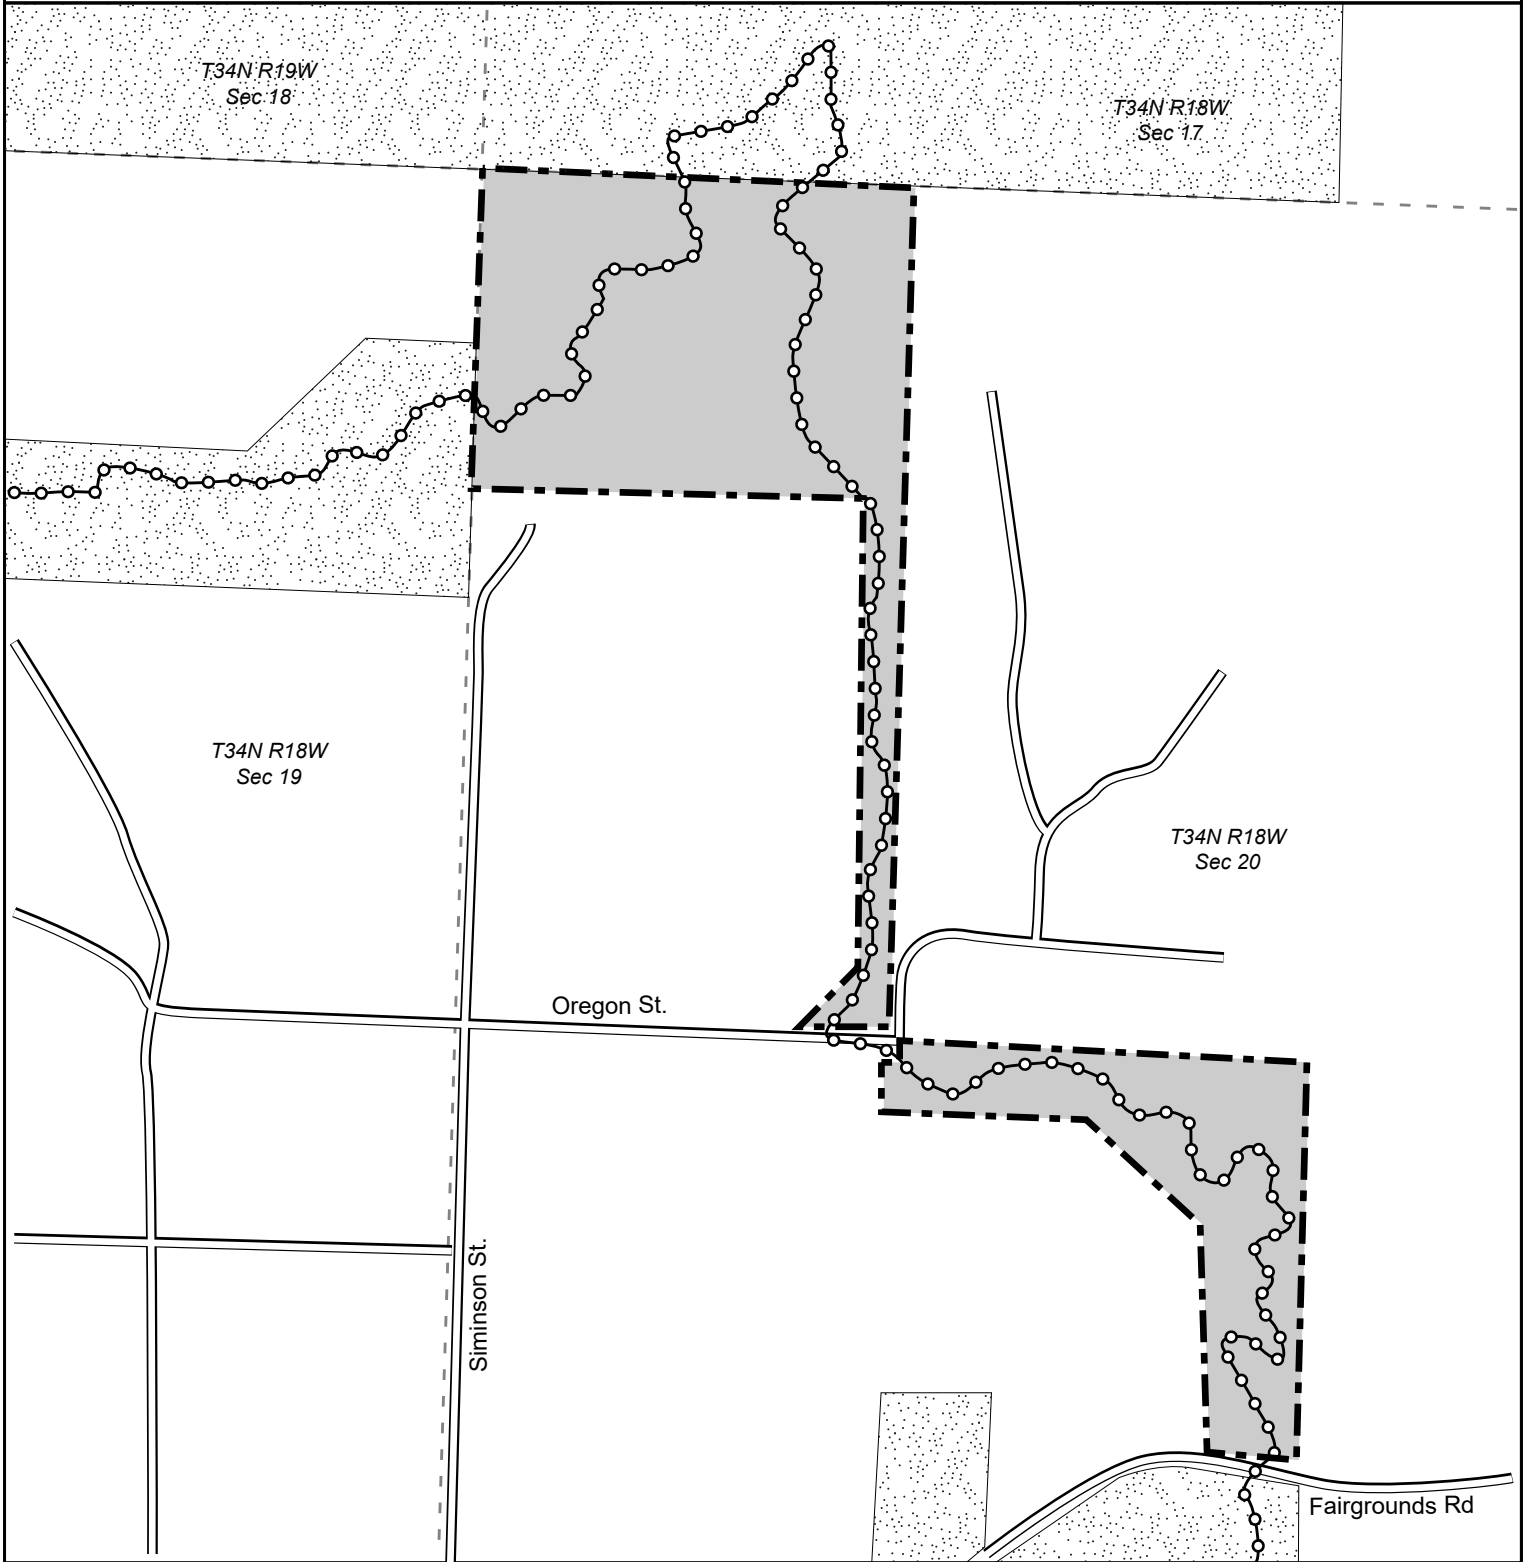 T34N R19W
Sec 18
T34N R18W
Sec 17
T34N R18W
Sec 19
T34N R18W
Sec 20
Oregon St.
Siminson St.
Fairgrounds Rd